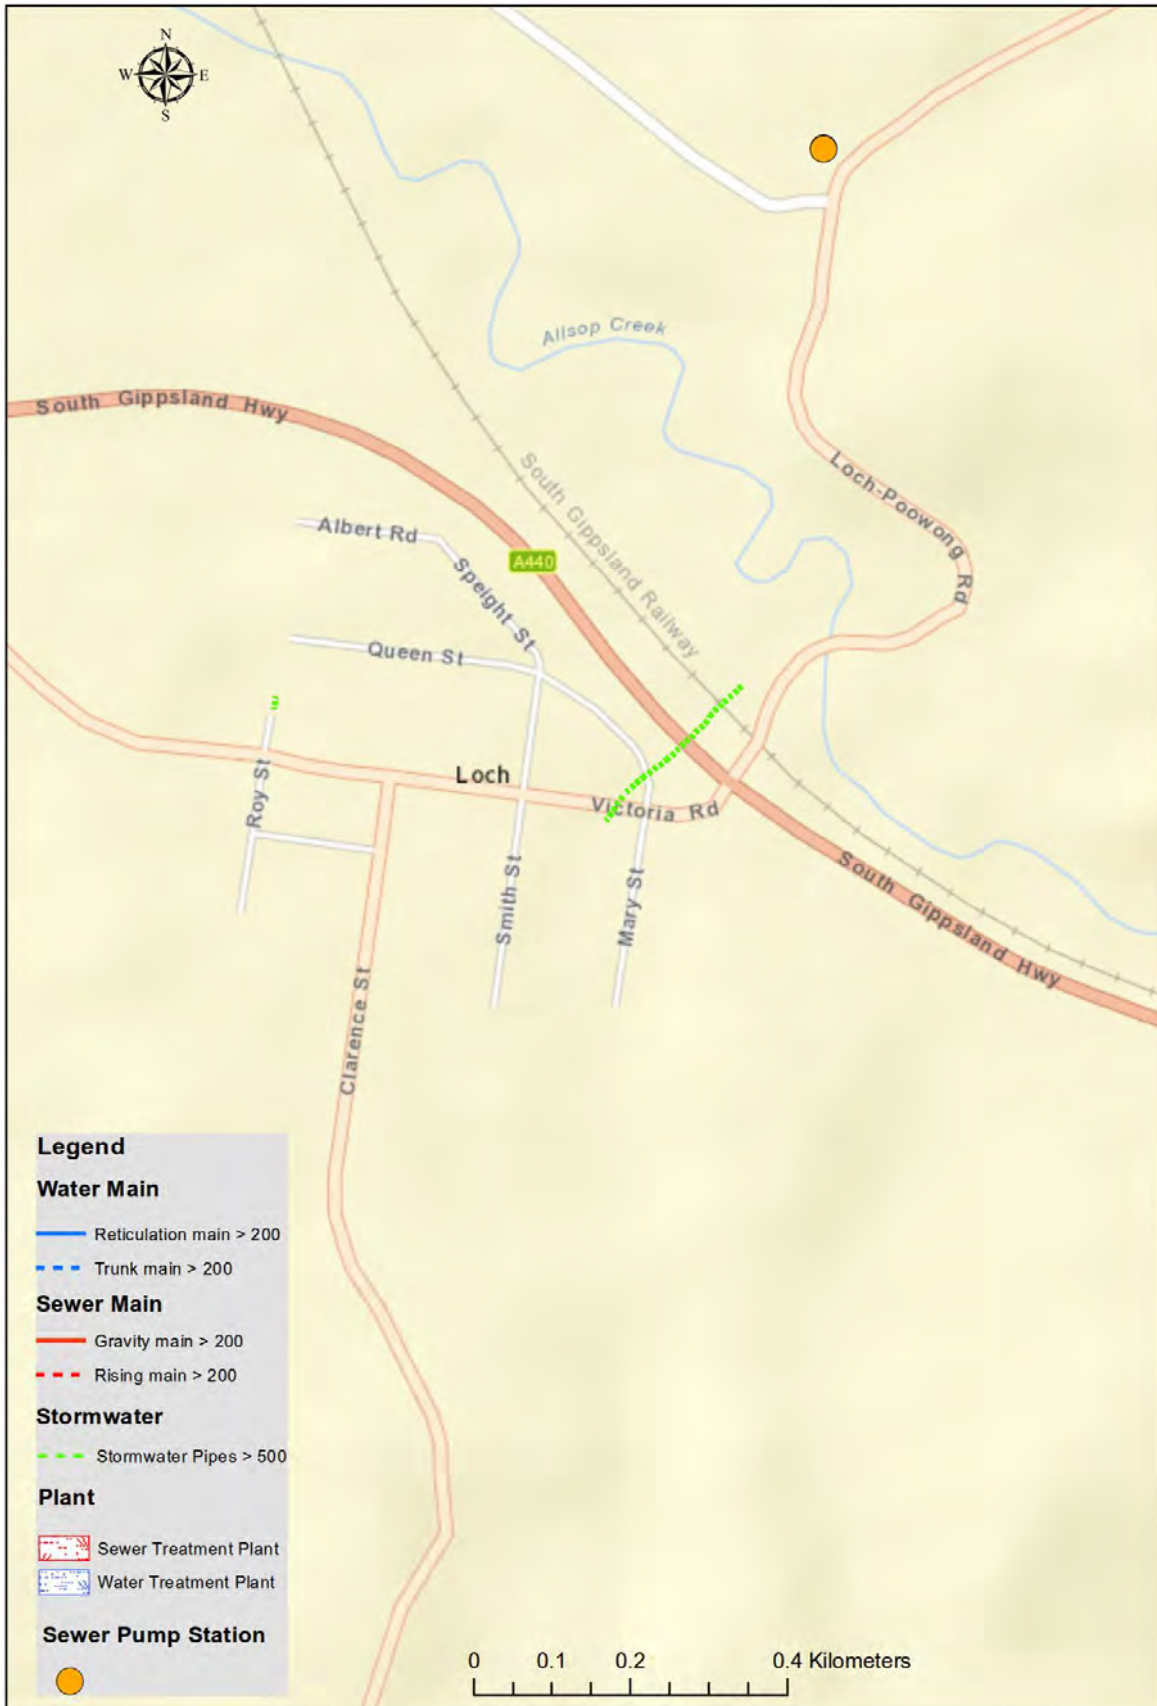 N
W E
S
Allsop Creek
South Gippsland Hwy
South Gippsland Railway
Loch-Poowong Rd
Albert Rd
A440
Speight St
Queen St
Loch
Victoria Rd
Roy St
Smith St
Mary St
South Gippsland Hwy
Clarence St
Legend
Water Main
Reticulation main > 200
Trunk main > 200
Sewer Main
Gravity main > 200
Rising main > 200
Stormwater
Stormwater Pipes > 500
Plant
Sewer Treatment Plant
Water Treatment Plant
Sewer Pump Station
0 0.1 0.2 0.4 Kilometers